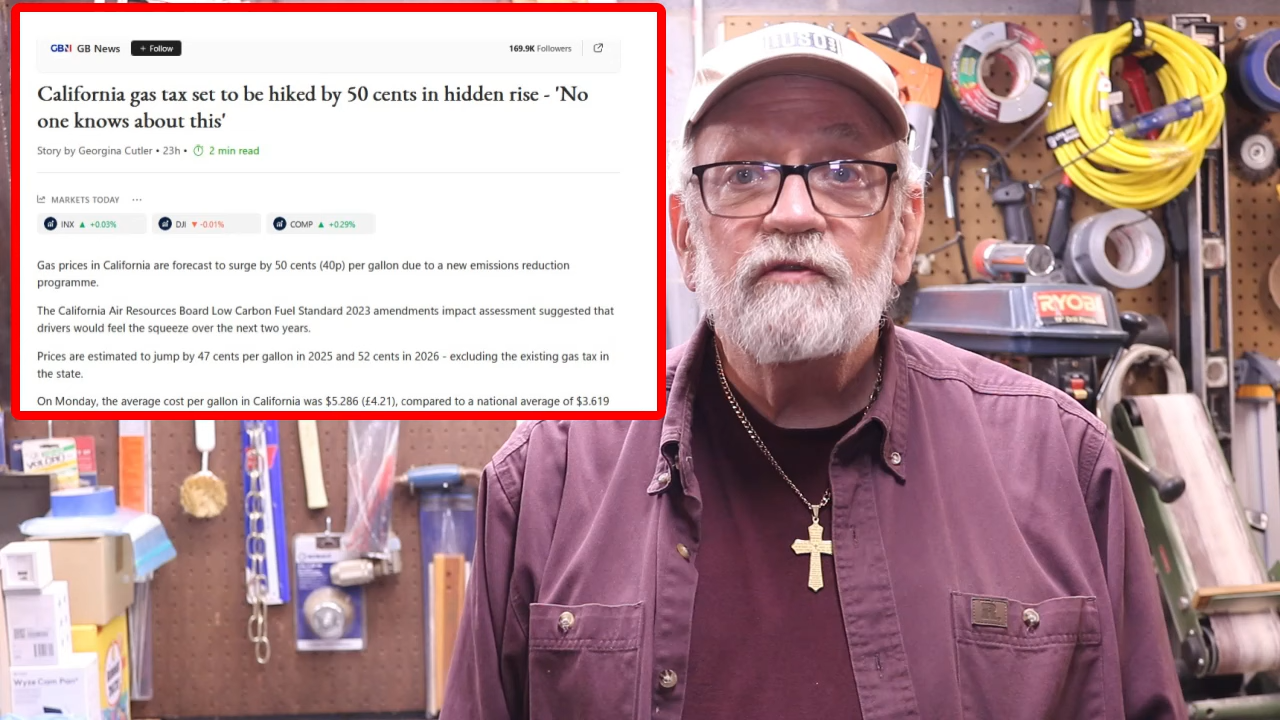 GBN GB News + Follow 169.9K Followers
California gas tax set to be hiked by 50 cents in hidden rise - 'No
one knows about this'
Story by Georgina Cutler • 23h • 2 min read
MARKETS TODAY ...
INX ▲ +0.03% DJI ▼ -0.01% COMP ▲ +0.29%
Gas prices in California are forecast to surge by 50 cents (40p) per gallon due to a new emissions reduction
programme.
The California Air Resources Board Low Carbon Fuel Standard 2023 amendments impact assessment suggested that
drivers would feel the squeeze over the next two years.
Prices are estimated to jump by 47 cents per gallon in 2025 and 52 cents in 2026 - excluding the existing gas tax in
the state.
On Monday, the average cost per gallon in California was $5.286 (£4.21), compared to a national average of $3.619
RYOBI
Wyze Cam Pan